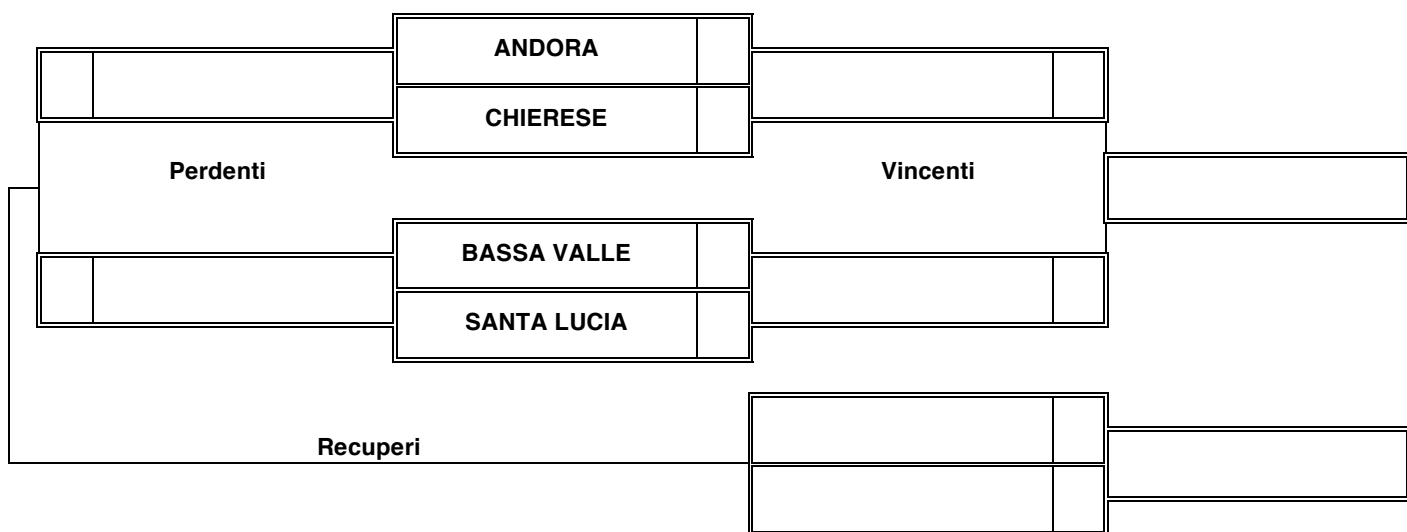 ANDORA
CHIERESE
Perdenti
Vincenti
BASSA VALLE
SANTA LUCIA
Recuperi